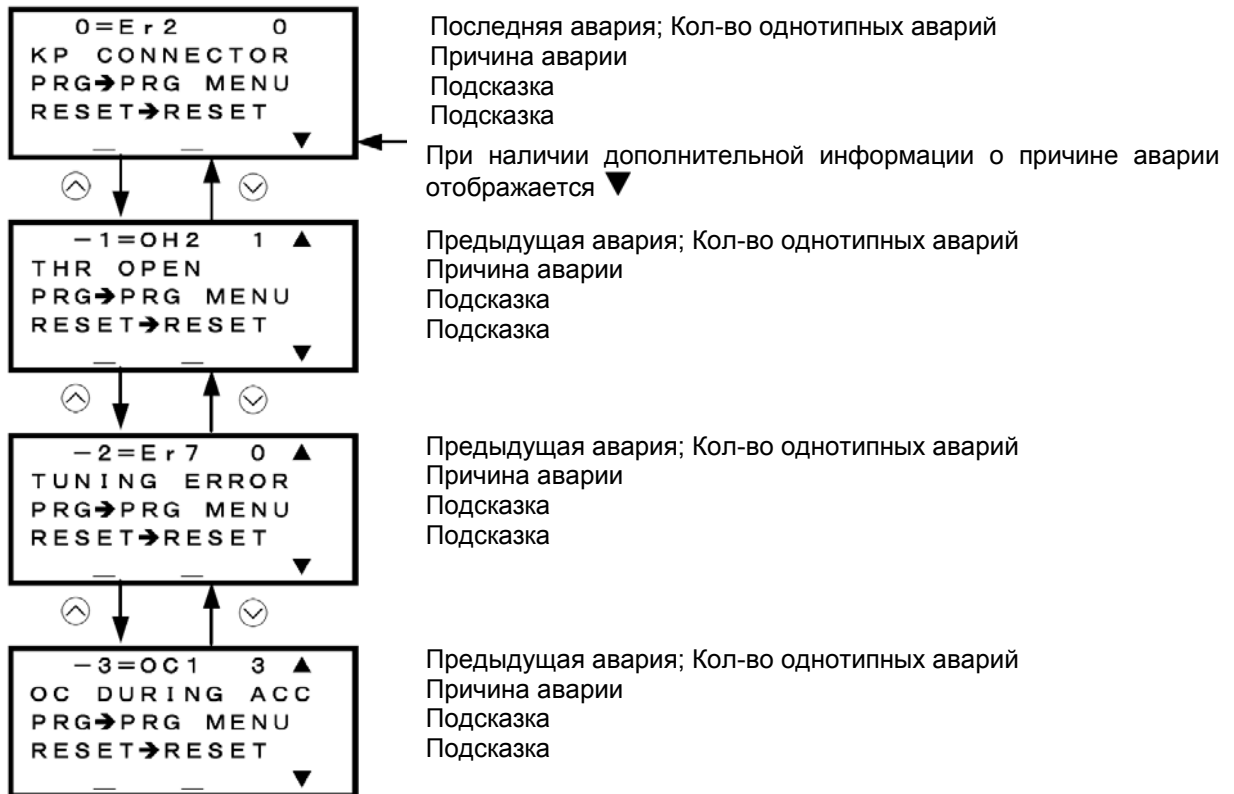 0=Er2 0
KP CONNECTOR
PRG➔PRG MENU
RESET➔RESET
▼
Последняя авария; Кол-во однотипных аварий
Причина аварии
Подсказка
Подсказка
При наличии дополнительной информации о причине аварии
отображается ▼
−1=OH2 1 ▲
THR OPEN
PRG➔PRG MENU
RESET➔RESET
▼
Предыдущая авария; Кол-во однотипных аварий
Причина аварии
Подсказка
Подсказка
−2=Er7 0 ▲
TUNING ERROR
PRG➔PRG MENU
RESET➔RESET
▼
Предыдущая авария; Кол-во однотипных аварий
Причина аварии
Подсказка
Подсказка
−3=OC1 3 ▲
OC DURING ACC
PRG➔PRG MENU
RESET➔RESET
▼
Предыдущая авария; Кол-во однотипных аварий
Причина аварии
Подсказка
Подсказка